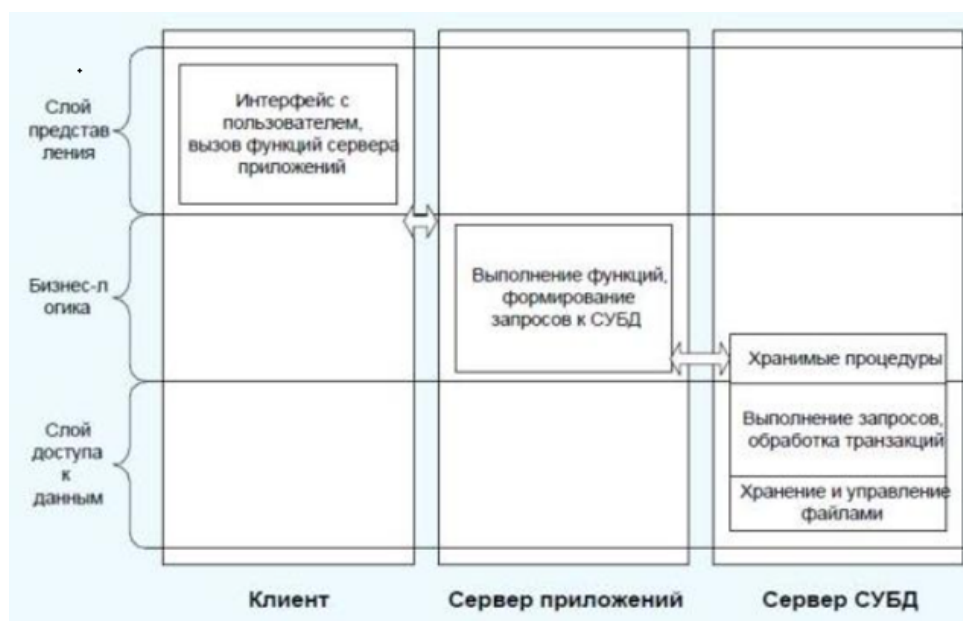 Слой
представ
ления
Интерфейс с
пользователем,
вызов функций сервера
приложений
Бизнес-л
огика
Выполнение функций,
формирование
запросов к СУБД
Хранимые процедуры
Слой
доступа
к
данным
Выполнение запросов,
обработка транзакций
Хранение и управление
файлами
Клиент
Сервер приложений
Сервер СУБД